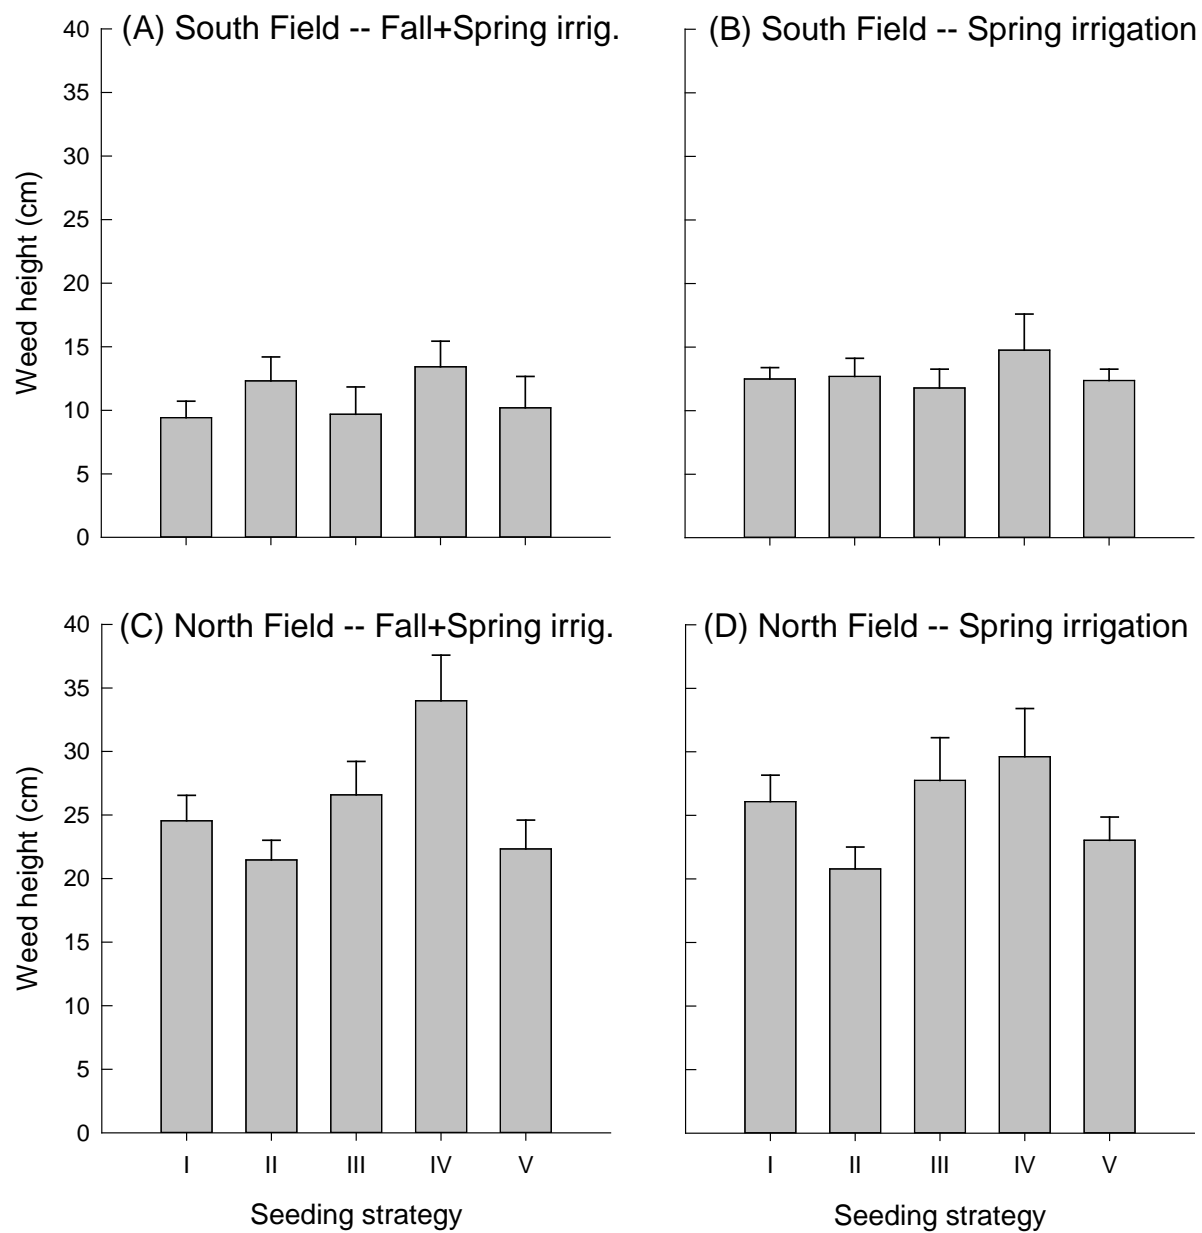 (A) South Field -- Fall+Spring irrig.
40
35
30
25
20
15
10
5
0
Weed height (cm)
(B) South Field -- Spring irrigation
(C) North Field -- Fall+Spring irrig.
40
35
30
25
20
15
10
5
0
Weed height (cm)
I II III IV V
Seeding strategy
(D) North Field -- Spring irrigation
I II III IV V
Seeding strategy